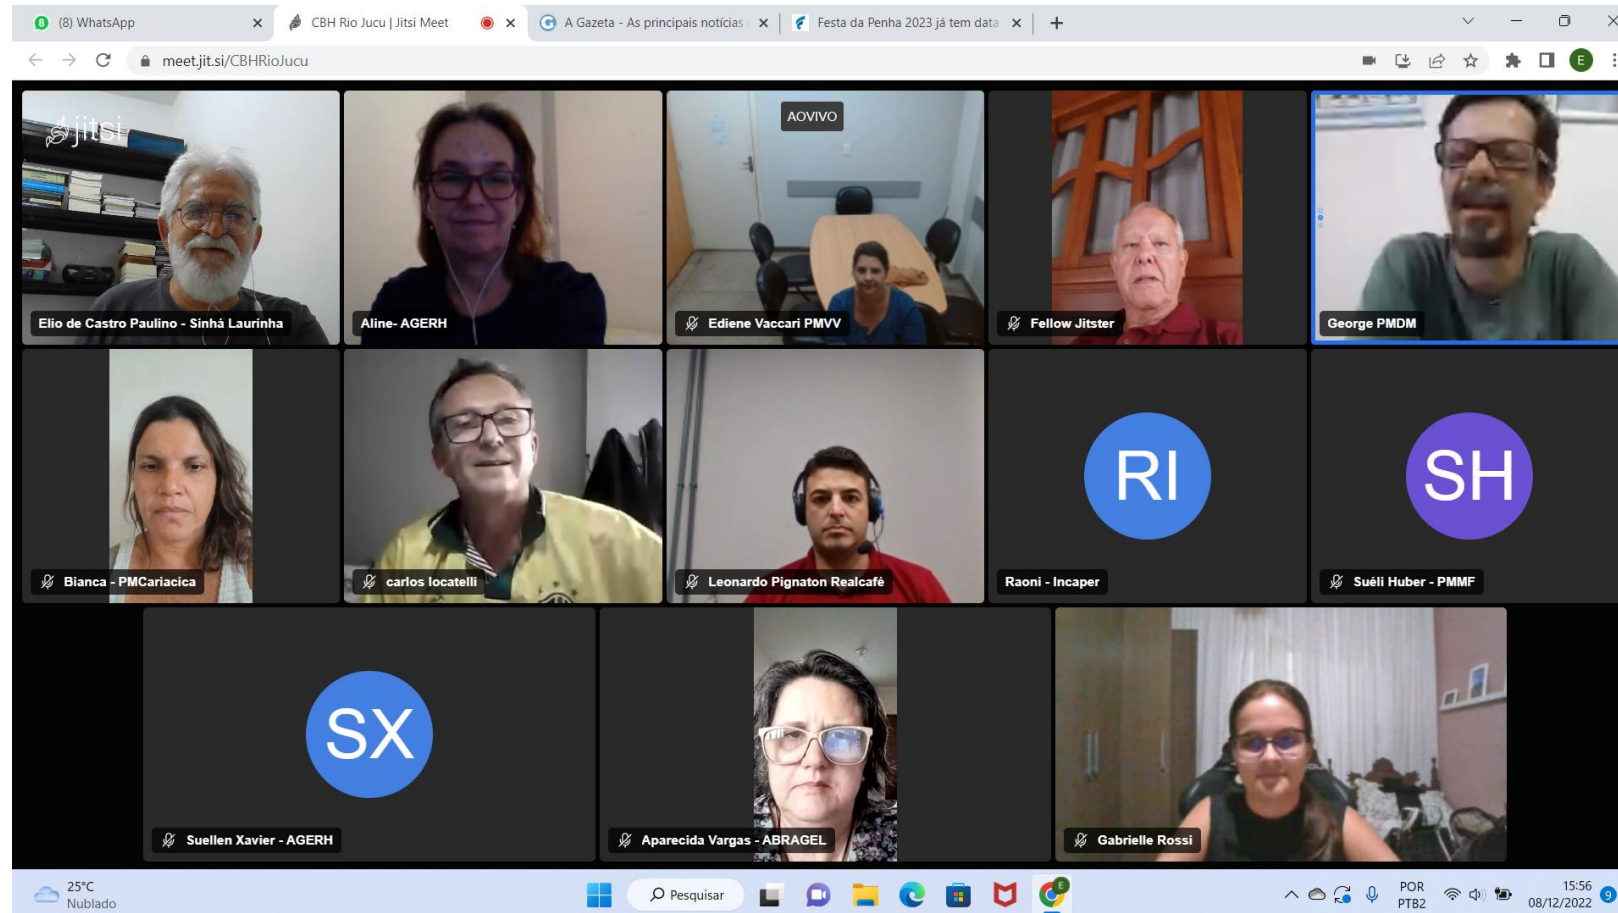 8
(8) WhatsApp
CBH Rio Jucu | Jitsi Meet
A Gazeta - As principais notícias
Festa da Penha 2023 já tem data
meet.jit.si/CBHRioJucu
E
jitsi
AOVIVO
Elio de Castro Paulino - Sinhá Laurinha
Aline- AGERH
Ediene Vaccari PMVV
Fellow Jitster
George PMDM
RI
SH
Bianca - PMCariacica
carlos locatelli
Leonardo Pignaton Realcafé
Raoni - Incaper
Suéli Huber - PMMF
SX
Suellen Xavier - AGERH
Aparecida Vargas - ABRAGEL
Gabrielle Rossi
25°C
Nublado
Pesquisar
E
POR
PTB2
15:56
08/12/2022
9